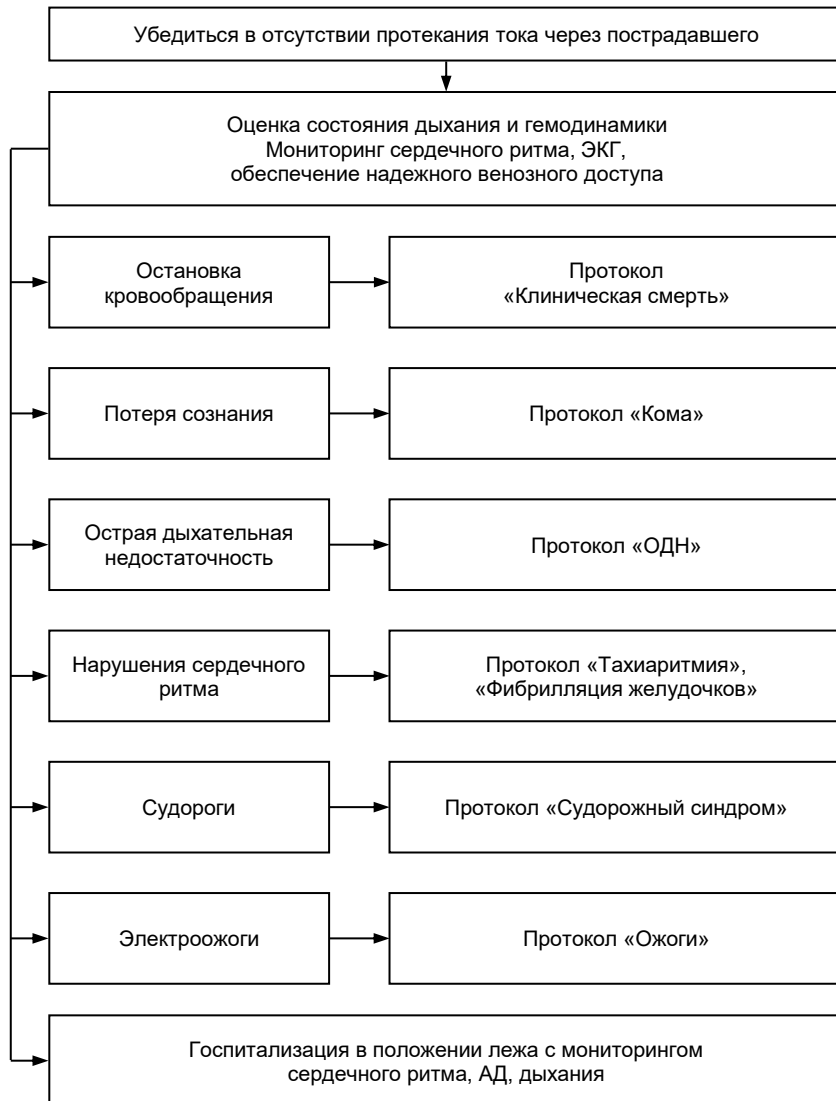 Убедиться в отсутствии протекания тока через пострадавшего
Оценка состояния дыхания и гемодинамики
Мониторинг сердечного ритма, ЭКГ,
обеспечение надежного венозного доступа
Остановка
кровообращения
Протокол
«Клиническая смерть»
Потеря сознания
Протокол «Кома»
Острая дыхательная
недостаточность
Протокол «ОДН»
Нарушения сердечного
ритма
Протокол «Тахиаритмия»,
«Фибрилляция желудочков»
Судороги
Протокол «Судорожный синдром»
Электроожоги
Протокол «Ожоги»
Госпитализация в положении лежа с мониторингом
сердечного ритма, АД, дыхания